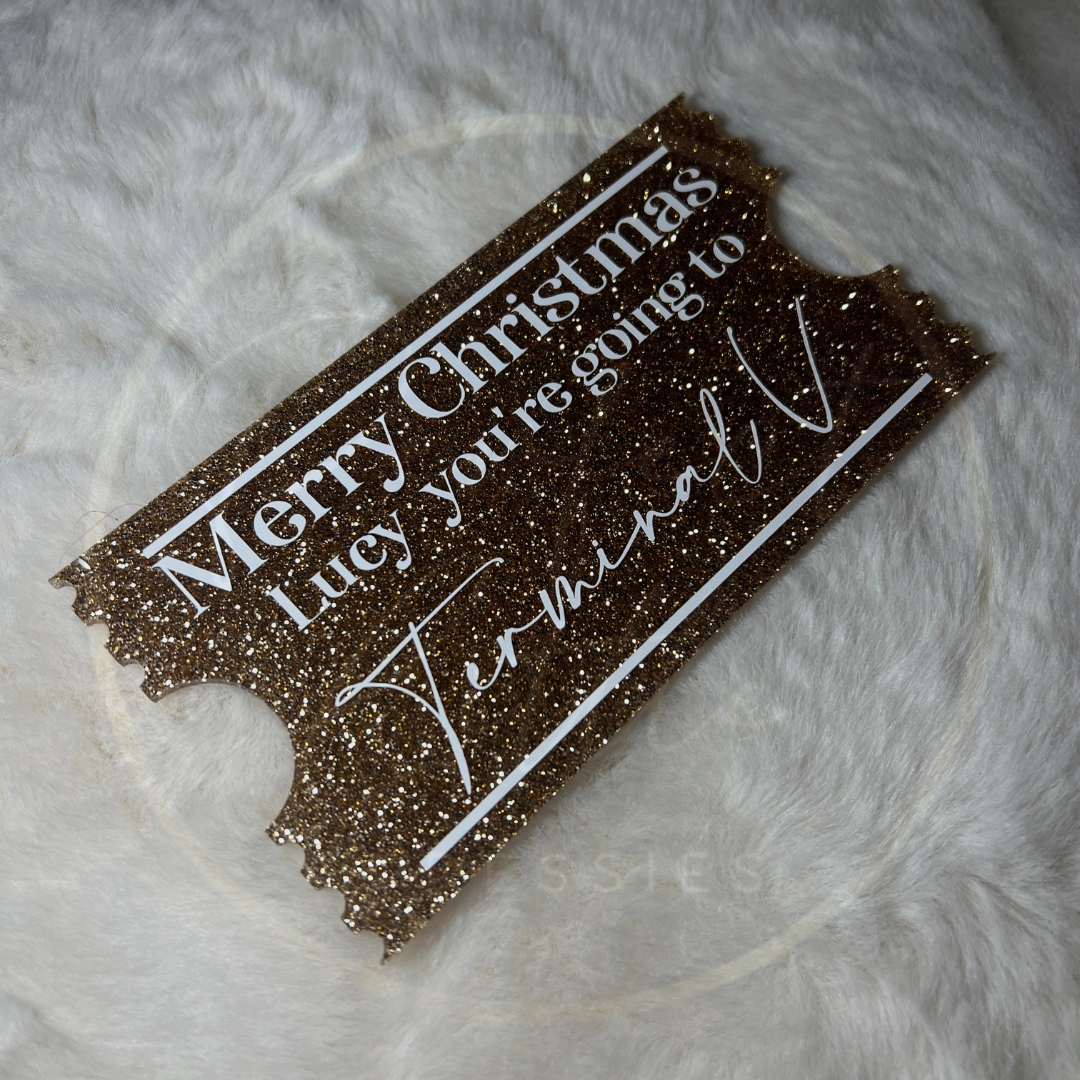 Merry Christmas
Lucy you're going to
Terminal V